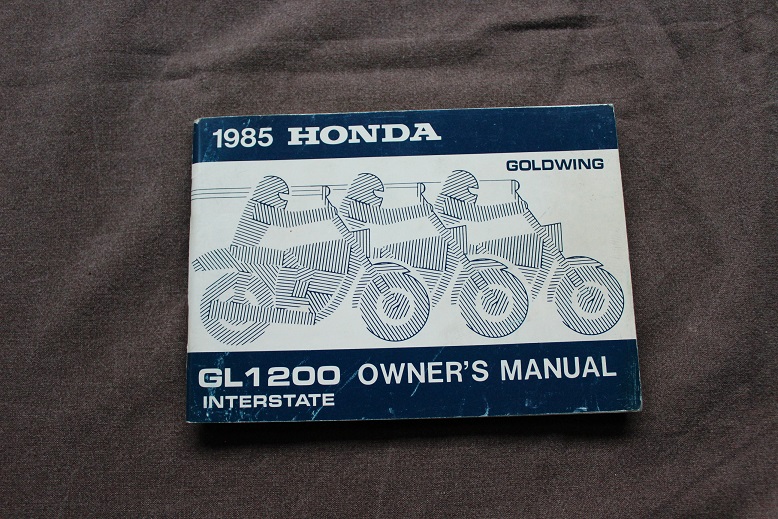 1985 HONDA
GOLDWING
GL1200 OWNER'S MANUAL
INTERSTATE